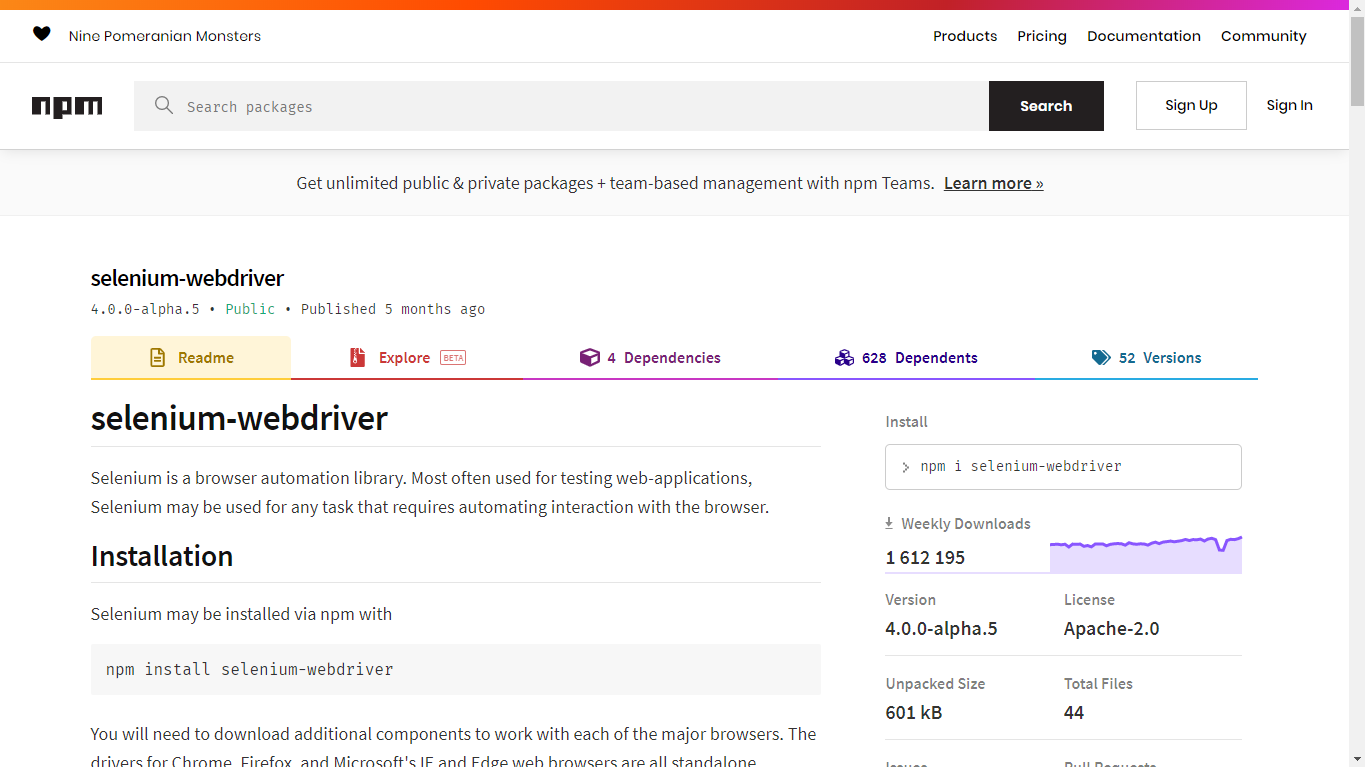 Nine Pomeranian Monsters
Products Pricing Documentation Community
npm
Search packages
Search
Sign Up
Sign In
Get unlimited public & private packages + team-based management with npm Teams. Learn more »
selenium-webdriver
4.0.0-alpha.5 • Public • Published 5 months ago
Readme
Explore BETA
4 Dependencies
628 Dependents
52 Versions
selenium-webdriver
Selenium is a browser automation library. Most often used for testing web-applications,
Selenium may be used for any task that requires automating interaction with the browser.
Installation
Selenium may be installed via npm with
npm install selenium-webdriver
You will need to download additional components to work with each of the major browsers. The
drivers for Chrome, Firefox, and Microsoft's IE and Edge web browsers are all standalone
Install
> npm i selenium-webdriver
Weekly Downloads
1 612 195
Version
4.0.0-alpha.5
License
Apache-2.0
Unpacked Size
601 kB
Total Files
44
Issues
Pull Requests